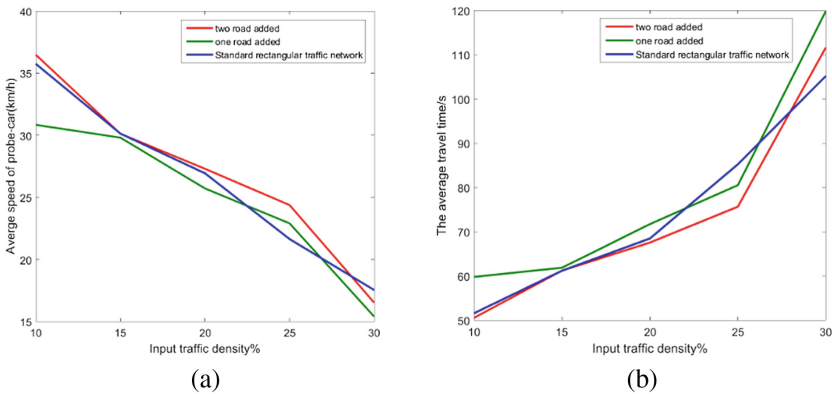 two road added
one road added
Standard rectangular traffic network
40
35
30
25
20
15
10 15 20 25 30
Averge speed of probe-car(km/h)
Input traffic density%
(a)
two road added
one road added
Standard rectangular traffic network
120
110
100
90
80
70
60
50
10 15 20 25 30
The average travel time/s
Input traffic density%
(b)